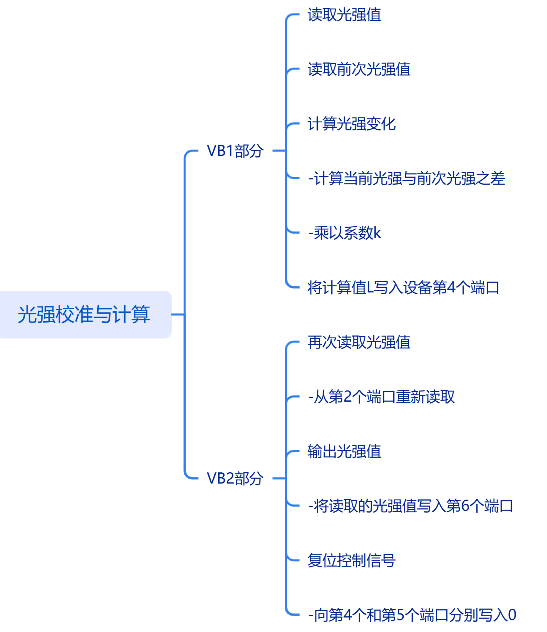 光强校准与计算
VB1部分
读取光强值
读取前次光强值
计算光强变化
-计算当前光强与前次光强之差
-乘以系数k
将计算值L写入设备第4个端口
VB2部分
再次读取光强值
-从第2个端口重新读取
输出光强值
-将读取的光强值写入第6个端口
复位控制信号
-向第4个和第5个端口分别写入0